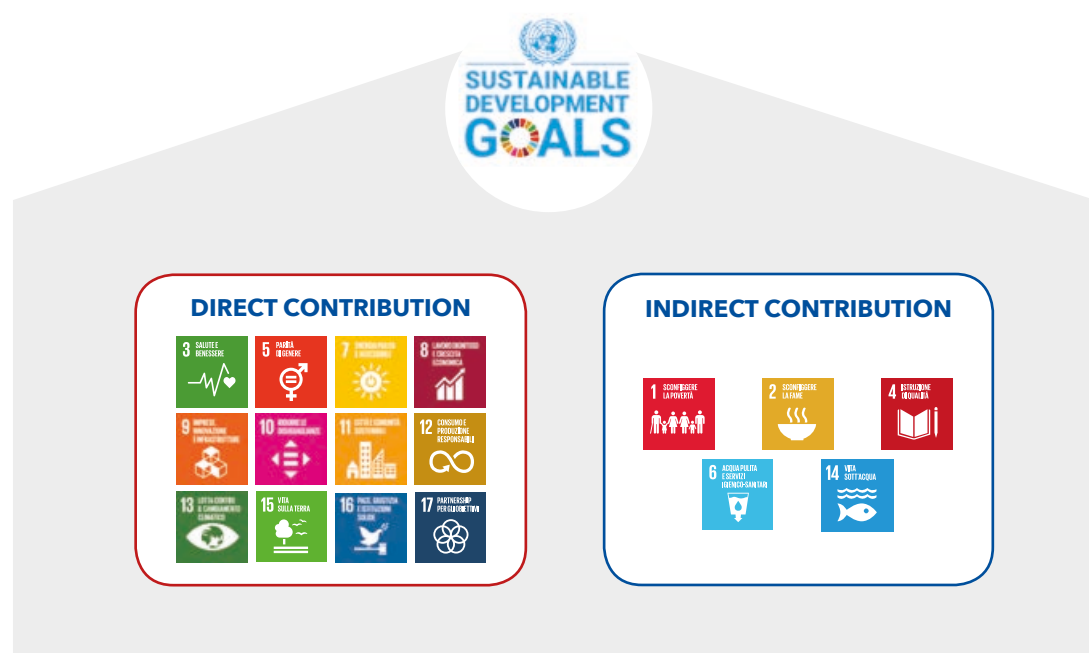 SUSTAINABLE
DEVELOPMENT
GOALS
DIRECT CONTRIBUTION
3 SALUTE E
BENESSERE
5 PARITÀ
DI GENERE
7 ENERGIA PULITA
E ACCESSIBILE
8 LAVORO DIGNITOSO
E CRESCITA
ECONOMICA
9 IMPRESE,
INNOVAZIONE
E INFRASTRUTTURE
10 RIDURRE LE
DISUGUAGLIANZE
11 CITTÀ E COMUNITÀ
SOSTENIBILI
12 CONSUMO E
PRODUZIONE
RESPONSABILI
13 LOTTA CONTRO
IL CAMBIAMENTO
CLIMATICO
15 VITA
SULLA TERRA
16 PACE, GIUSTIZIA
E ISTITUZIONI
SOLIDE
17 PARTNERSHIP
PER GLI OBIETTIVI
INDIRECT CONTRIBUTION
1 SCONFIGGERE
LA POVERTÀ
2 SCONFIGGERE
LA FAME
4 ISTRUZIONE
DI QUALITÀ
6 ACQUA PULITA
E SERVIZI
IGIENICO-SANITARI
14 VITA
SOTT'ACQUA